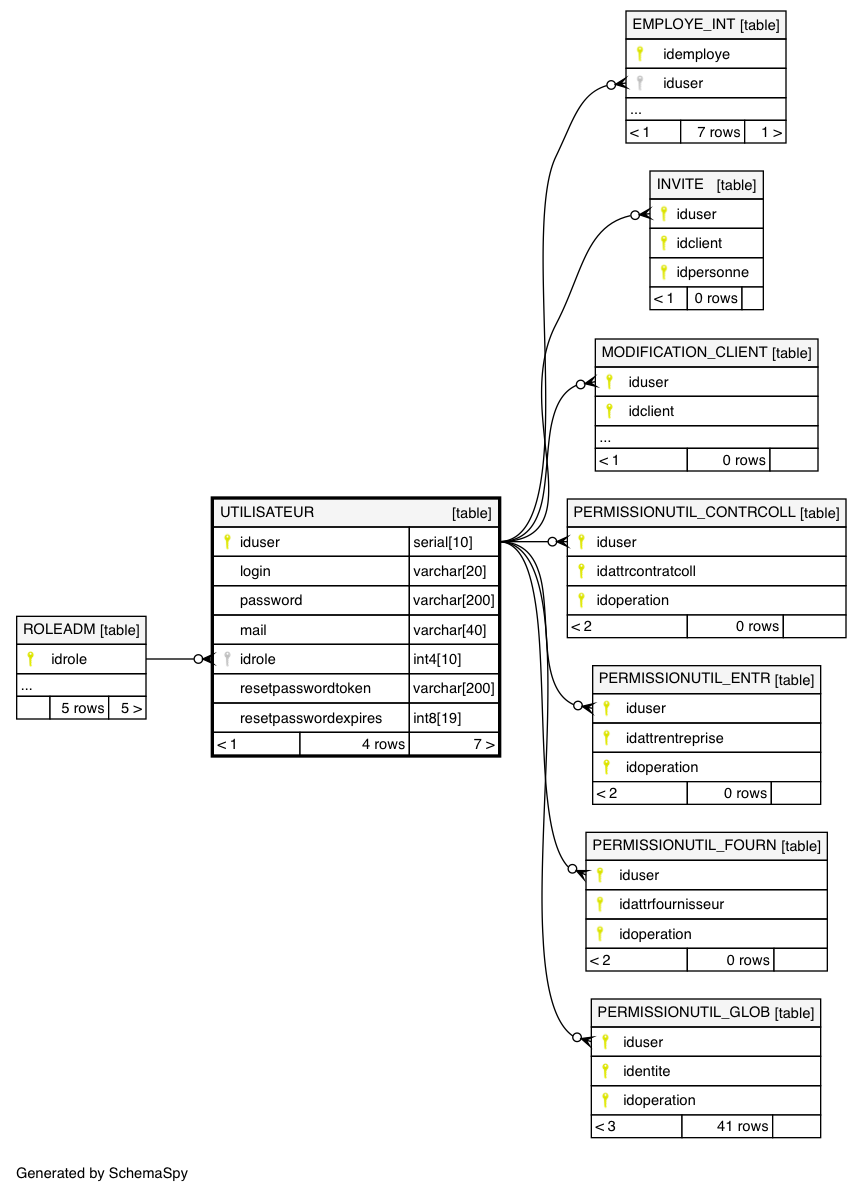 EMPLOYE_INT [table]
idemploye
iduser
...
< 1 7 rows 1 >
INVITE [table]
iduser
idclient
idpersonne
< 1 0 rows
MODIFICATION_CLIENT [table]
iduser
idclient
...
< 1 0 rows
UTILISATEUR [table]
iduser serial[10]
login varchar[20]
password varchar[200]
mail varchar[40]
idrole int4[10]
resetpasswordtoken varchar[200]
resetpasswordexpires int8[19]
< 1 4 rows 7 >
PERMISSIONUTIL_CONTRCOLL [table]
iduser
idattrcontratcoll
idoperation
< 2 0 rows
ROLEADM [table]
idrole
...
5 rows 5 >
PERMISSIONUTIL_ENTR [table]
iduser
idattrentreprise
idoperation
< 2 0 rows
PERMISSIONUTIL_FOURN [table]
iduser
idattrfournisseur
idoperation
< 2 0 rows
PERMISSIONUTIL_GLOB [table]
iduser
identite
idoperation
< 3 41 rows
Generated by SchemaSpy